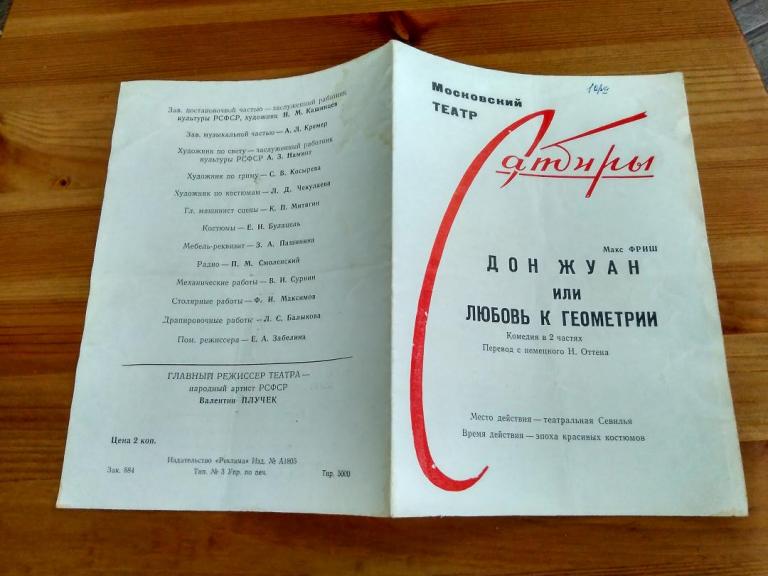 Зав. постановочной частью — заслуженный работник
культуры РСФСР, художник Н. М. Кашинцев
Зав. музыкальной частью — А. Л. Кремер
Художник по свету — заслуженный работник
культуры РСФСР А. З. Наминт
Художник по гриму — С. В. Косырева
Художник по костюмам — Л. Д. Чекулаева
Гл. машинист сцены — К. П. Митягин
Костюмы — Е. Н. Булацель
Мебель-реквизит — З. А. Пашинина
Радио — П. М. Смоленский
Механические работы — В. И. Сурнин
Столярные работы — Ф. И. Максимов
Драпировочные работы — Л. С. Балыкова
Пом. режиссера — Е. А. Забелина
ГЛАВНЫЙ РЕЖИССЕР ТЕАТРА —
народный артист РСФСР
Валентин ПЛУЧЕК
Цена 2 коп.
Издательство «Реклама» Изд. № А1805
Зак. 884 Тип. № 3 Упр. по печ. Тир. 5000
Московский
ТЕАТР
Сатиры
Макс ФРИШ
ДОН ЖУАН
ИЛИ
ЛЮБОВЬ К ГЕОМЕТРИИ
Комедия в 2 частях
Перевод с немецкого Н. Оттена
Место действия — театральная Севилья
Время действия — эпоха красивых костюмов